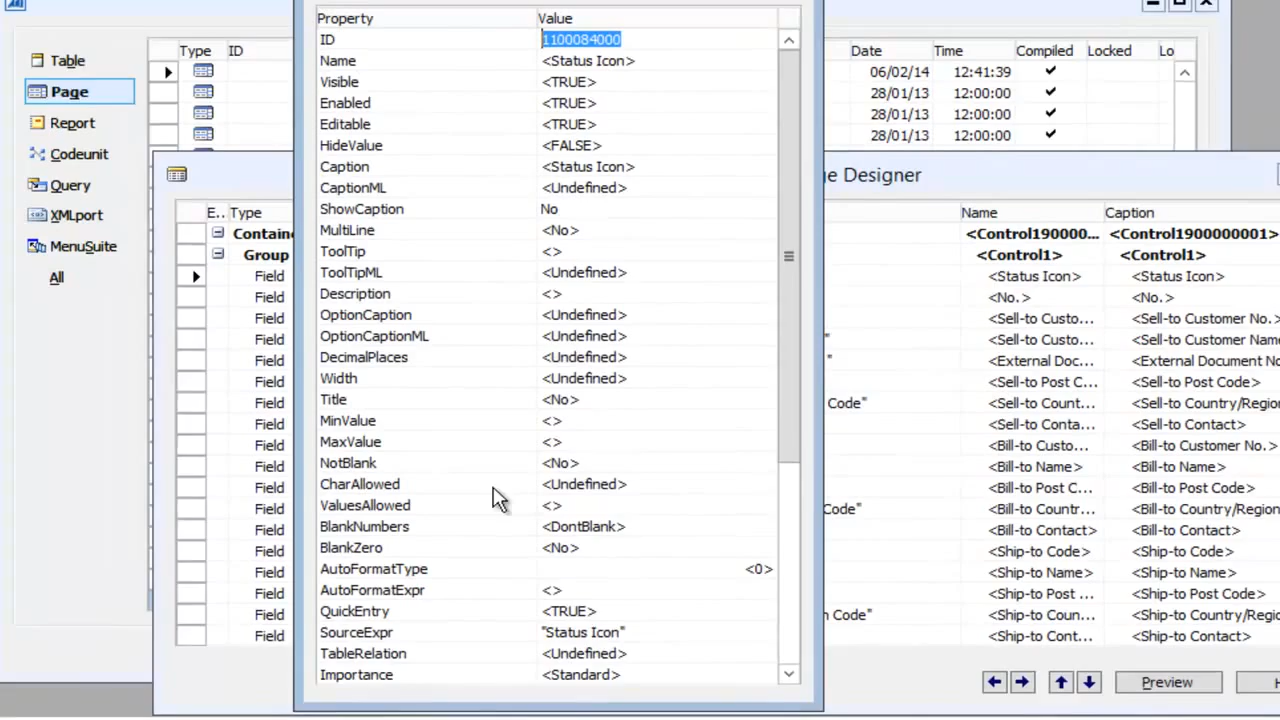 Property Value
ID 1100084000
Name <Status Icon>
Visible <TRUE>
Enabled <TRUE>
Editable <TRUE>
HideValue <FALSE>
Caption <Status Icon>
CaptionML <Undefined>
ShowCaption No
MultiLine <No>
ToolTip <>
ToolTipML <Undefined>
Description <>
OptionCaption <Undefined>
OptionCaptionML <Undefined>
DecimalPlaces <Undefined>
Width <Undefined>
Title <No>
MinValue <>
MaxValue <>
NotBlank <No>
CharAllowed <Undefined>
ValuesAllowed <>
BlankNumbers <DontBlank>
BlankZero <No>
AutoFormatType <0>
AutoFormatExpr <>
QuickEntry <TRUE>
SourceExpr "Status Icon"
TableRelation <Undefined>
Importance <Standard>
Table
Page
Report
Codeunit
Query
XMLport
MenuSuite
All
Type ID Date Time Compiled Locked Lo
06/02/14 12:41:39
28/01/13 12:00:00
28/01/13 12:00:00
28/01/13 12:00:00
ge Designer
E.. Type Name Caption
Containe <Control190000... <Control1900000001>
Group <Control1> <Control1>
Field <Status Icon> <Status Icon>
Field <No.> <No.>
Field <Sell-to Custo... <Sell-to Customer No.>
Field <Sell-to Custo... <Sell-to Customer Name
Field " <External Doc... <External Document No
Field <Sell-to Post C... <Sell-to Post Code>
Field Code" <Sell-to Count... <Sell-to Country/Region
Field <Sell-to Conta... <Sell-to Contact>
Field <Bill-to Custo... <Bill-to Customer No.>
Field <Bill-to Name> <Bill-to Name>
Field <Bill-to Post C... <Bill-to Post Code>
Field Code" <Bill-to Countr... <Bill-to Country/Region
Field <Bill-to Contact> <Bill-to Contact>
Field <Ship-to Code> <Ship-to Code>
Field <Ship-to Name> <Ship-to Name>
Field <Ship-to Post ... <Ship-to Post Code>
Field n Code" <Ship-to Coun... <Ship-to Country/Regio
Field <Ship-to Cont... <Ship-to Contact>
Preview H